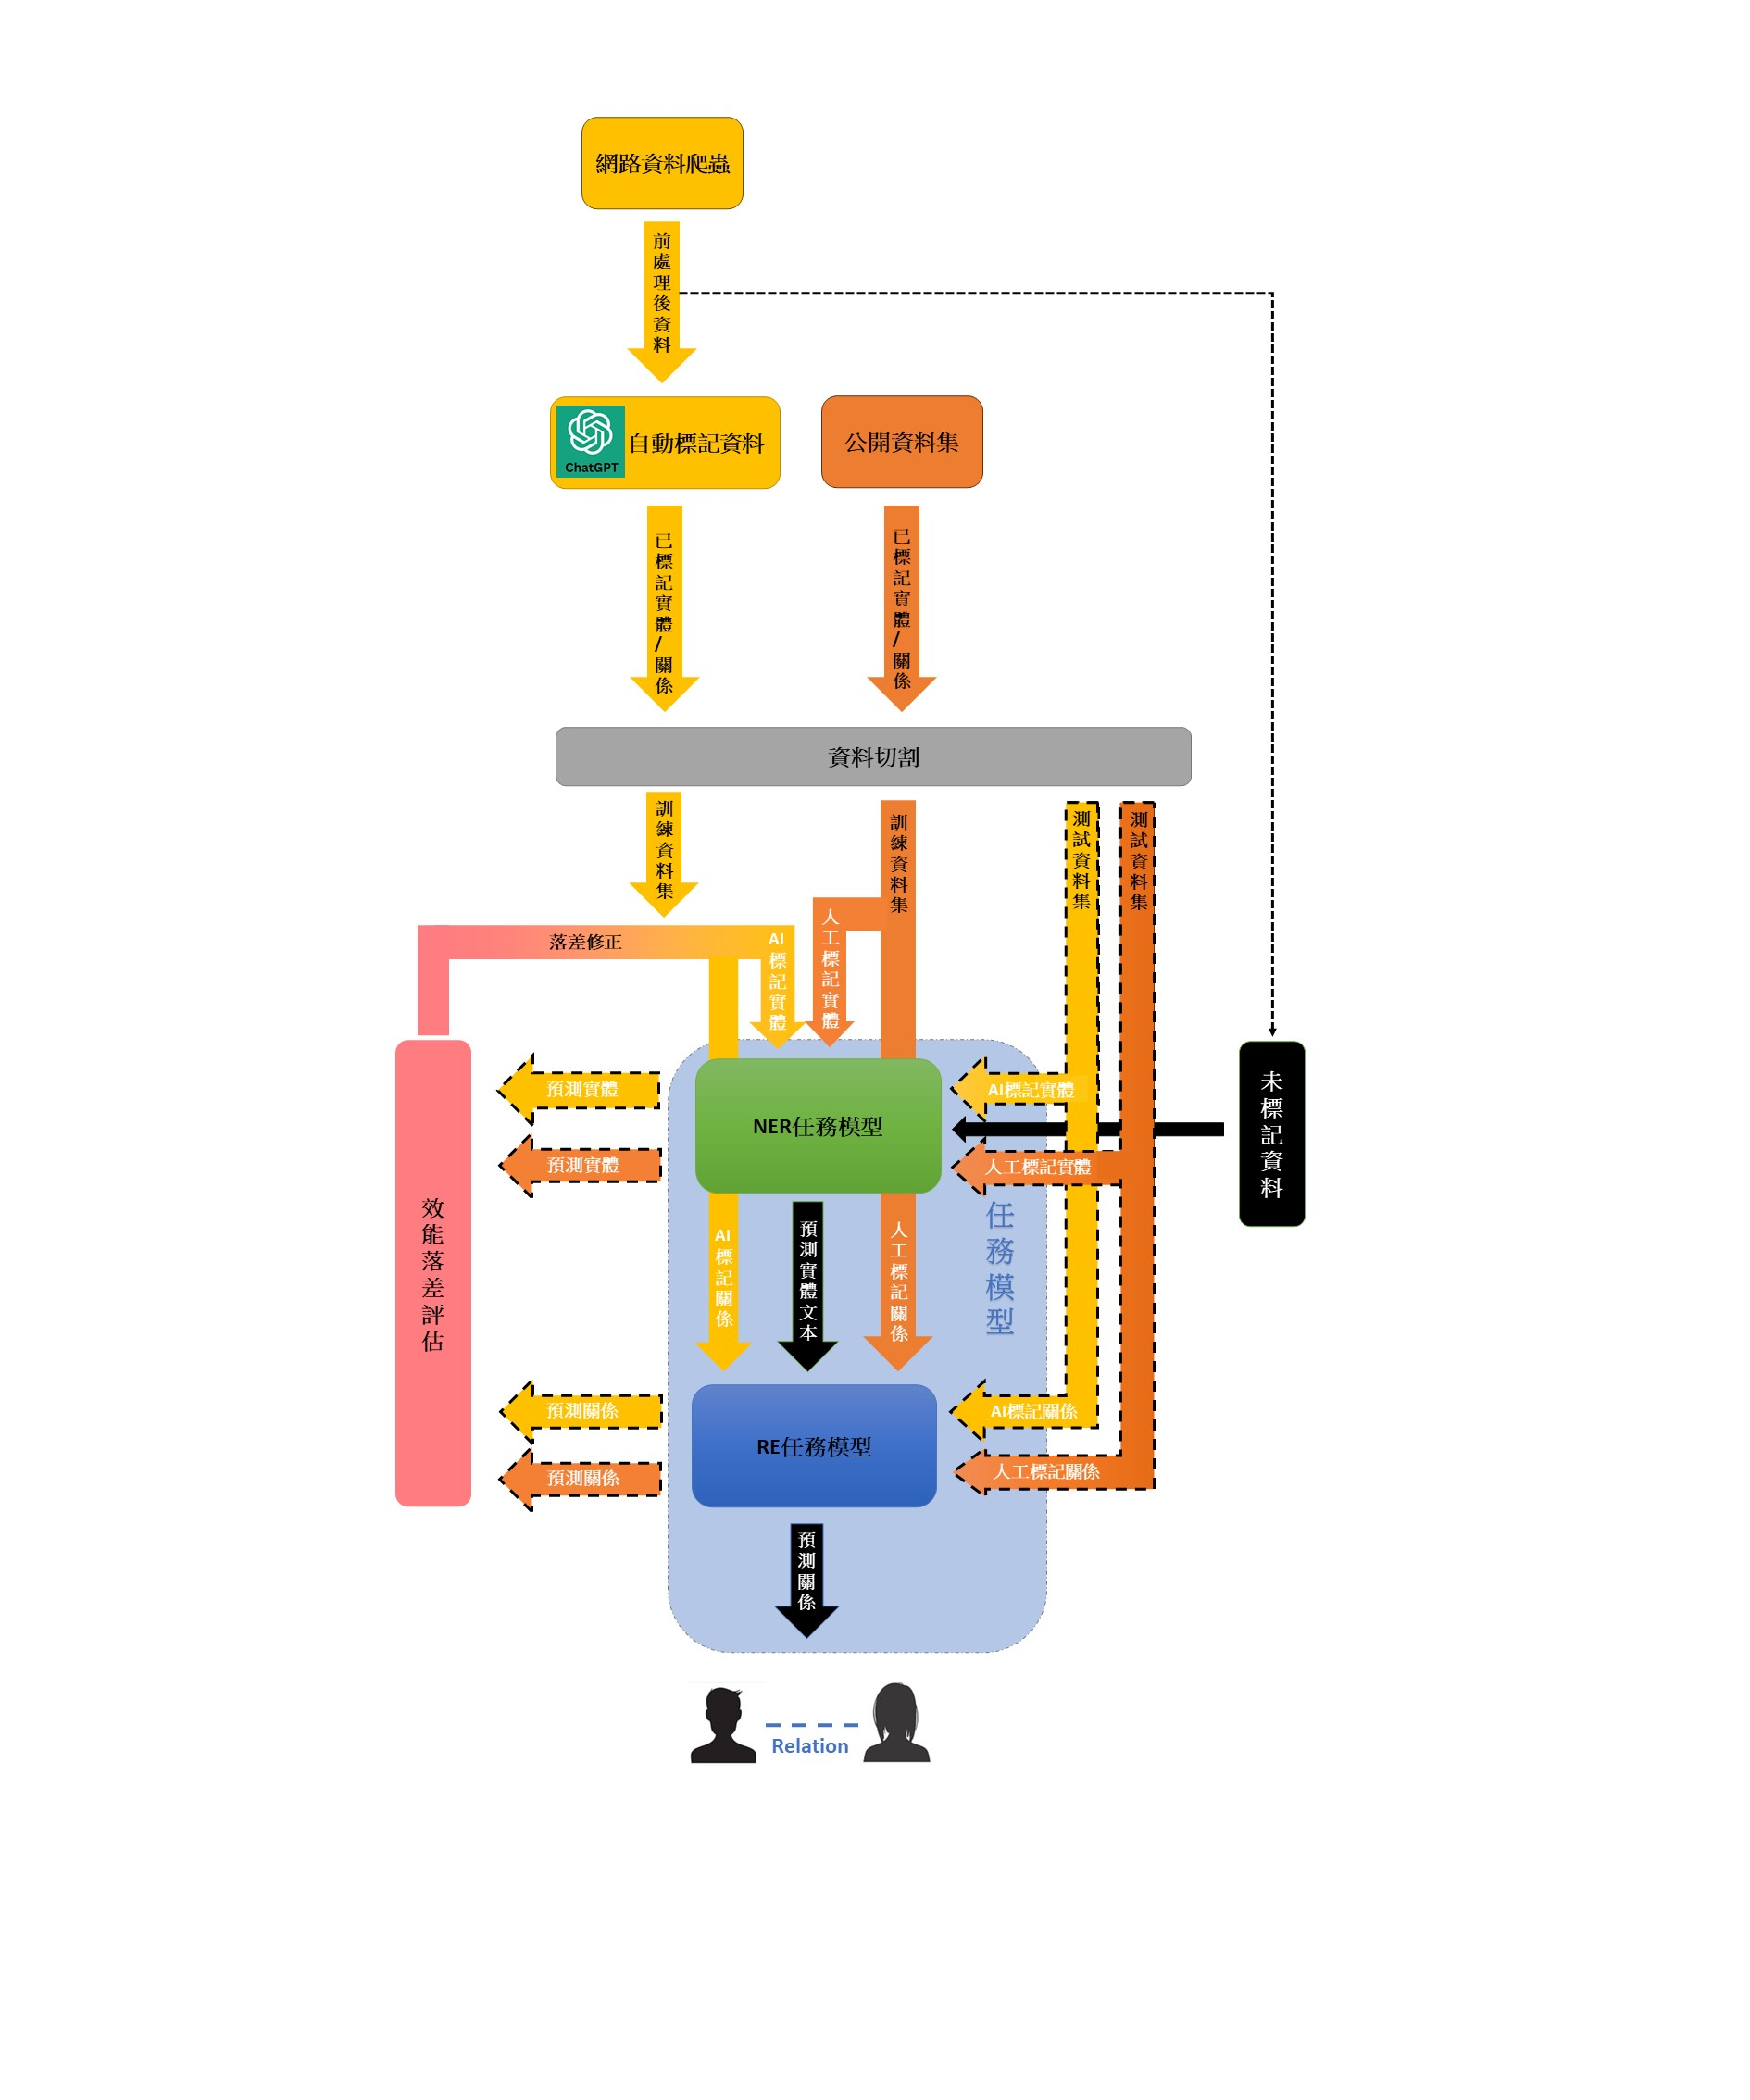 網路資料爬蟲
前處理後資料
ChatGPT
自動標記資料
公開資料集
已標記實體/關係
已標記實體/關係
資料切割
訓練資料集
訓練資料集
測試資料集
測試資料集
落差修正
AI標記實體
人工標記實體
未標記資料
預測實體
NER任務模型
AI標記實體
預測實體
人工標記實體
任務模型
效能落差評估
AI標記關係
預測實體文本
人工標記關係
預測關係
RE任務模型
AI標記關係
預測關係
人工標記關係
預測關係
Relation